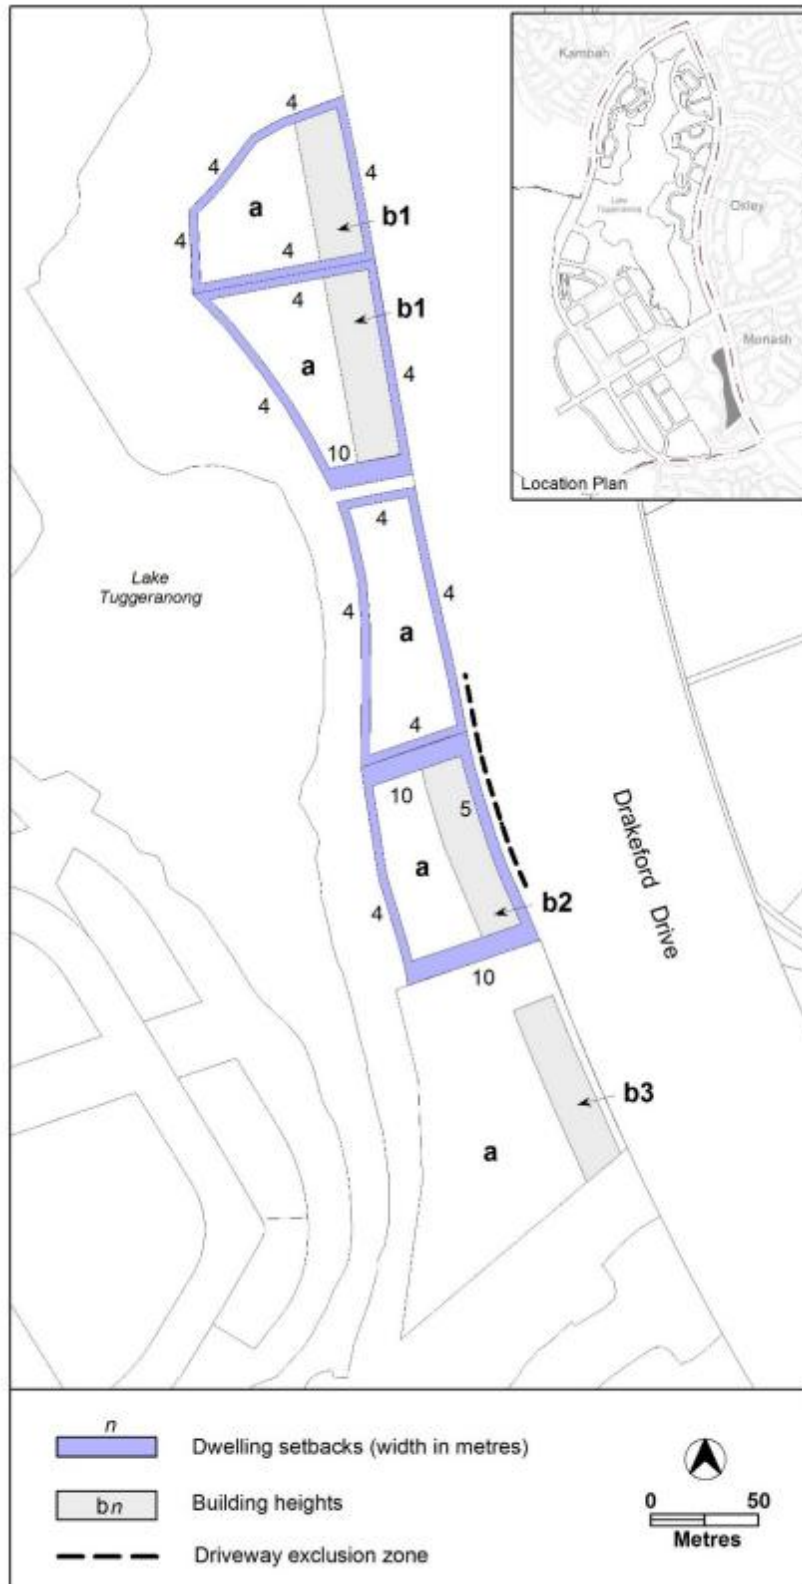 Kambah
Lake
Tuggeranong
Oxley
Monash
Location Plan
4
4
4
a
4
b1
4
4
4
b1
a
4
4
10
4
4
Lake
Tuggeranong
4
a
4
10
5
Drakeford Drive
a
b2
4
10
b3
a
n
Dwelling setbacks (width in metres)
bn
Building heights
0 50
Metres
Driveway exclusion zone